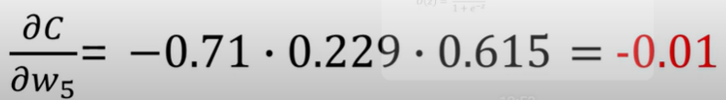 ∂C/∂w₅ = −0.71 · 0.229 · 0.615 = -0.01